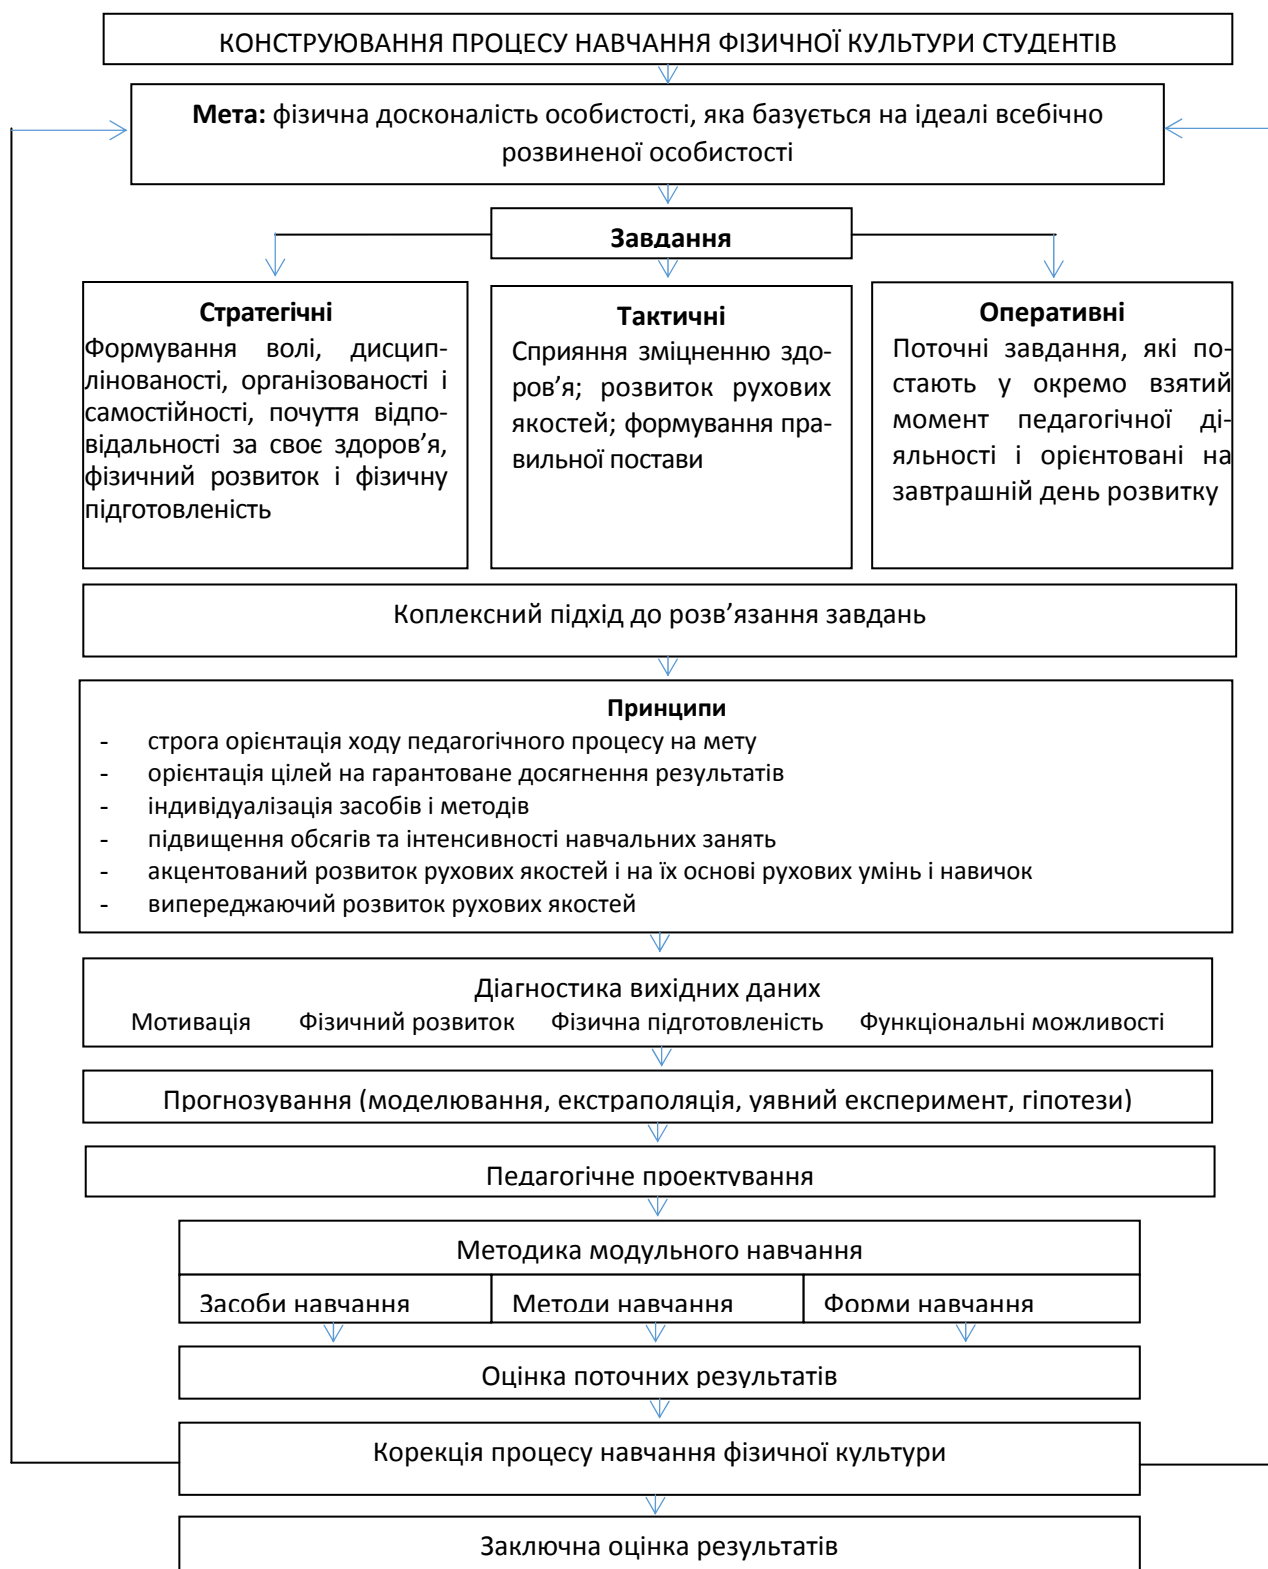 КОНСТРУЮВАННЯ ПРОЦЕСУ НАВЧАННЯ ФІЗИЧНОЇ КУЛЬТУРИ СТУДЕНТІВ
Мета: фізична досконалість особистості, яка базується на ідеалі всебічно
розвиненої особистості
Завдання
Стратегічні
Формування волі, дисцип-
лінованості, організованості і
самостійності, почуття відпо-
відальності за своє здоров’я,
фізичний розвиток і фізичну
підготовленість
Тактичні
Сприяння зміцненню здо-
ров’я; розвиток рухових
якостей; формування пра-
вильної постави
Оперативні
Поточні завдання, які по-
стають у окремо взятий
момент педагогічної ді-
яльності і орієнтовані на
завтрашній день розвитку
Коплексний підхід до розв’язання завдань
Принципи
- строга орієнтація ходу педагогічного процесу на мету
- орієнтація цілей на гарантоване досягнення результатів
- індивідуалізація засобів і методів
- підвищення обсягів та інтенсивності навчальних занять
- акцентований розвиток рухових якостей і на їх основі рухових умінь і навичок
- випереджаючий розвиток рухових якостей
Діагностика вихідних даних
Мотивація Фізичний розвиток Фізична підготовленість Функціональні можливості
Прогнозування (моделювання, екстраполяція, уявний експеримент, гіпотези)
Педагогічне проектування
Методика модульного навчання
Засоби навчання Методи навчання Форми навчання
Оцінка поточних результатів
Корекція процесу навчання фізичної культури
Заключна оцінка результатів